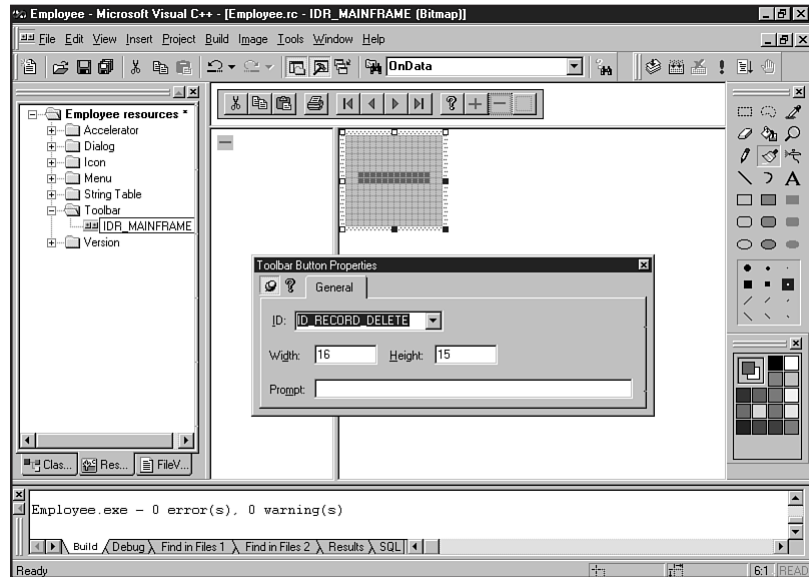 Employee - Microsoft Visual C++ - [Employee.rc - IDR_MAINFRAME (Bitmap)]
File Edit View Insert Project Build Image Tools Window Help
OnData
Employee resources *
Accelerator
Dialog
Icon
Menu
String Table
Toolbar
IDR_MAINFRAME
Version
Toolbar Button Properties
General
ID: ID_RECORD_DELETE
Width: 16 Height: 15
Prompt:
Clas... Res... FileV...
Employee.exe - 0 error(s), 0 warning(s)
Build Debug Find in Files 1 Find in Files 2 Results SQL
Ready 6:1 READ